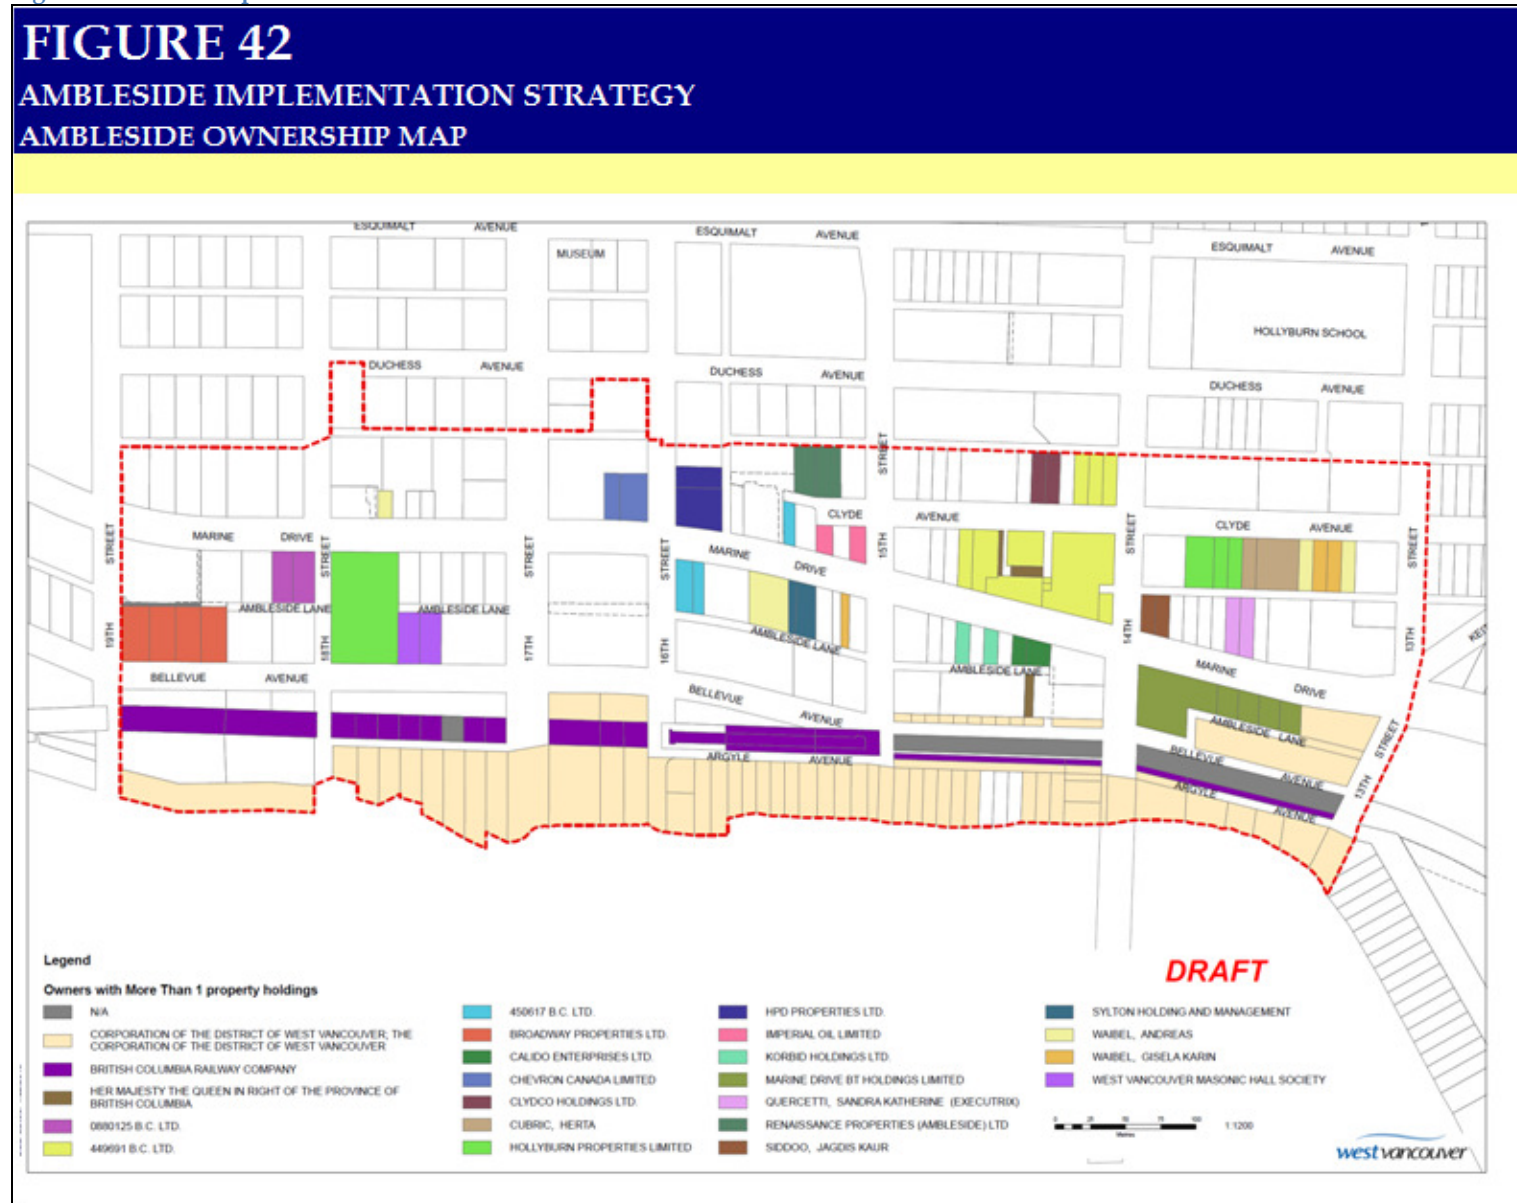 FIGURE 42
AMBLESIDE IMPLEMENTATION STRATEGY
AMBLESIDE OWNERSHIP MAP
ESQUIMALT AVENUE
ESQUIMALT AVENUE
ESQUIMALT AVENUE
MUSEUM
HOLLYBURN SCHOOL
DUCHESS AVENUE
DUCHESS AVENUE
DUCHESS AVENUE
CLYDE AVENUE
CLYDE AVENUE
MARINE DRIVE
MARINE DRIVE
MARINE DRIVE
19TH STREET
18TH STREET
17TH STREET
16TH STREET
15TH STREET
14TH STREET
13TH STREET
13TH STREET
AMBLESIDE LANE
AMBLESIDE LANE
AMBLESIDE LANE
AMBLESIDE LANE
AMBLESIDE LANE
BELLEVUE AVENUE
BELLEVUE AVENUE
BELLEVUE AVENUE
ARGYLE AVENUE
ARGYLE AVENUE
Legend
DRAFT
Owners with More Than 1 property holdings
N/A
CORPORATION OF THE DISTRICT OF WEST VANCOUVER; THE
CORPORATION OF THE DISTRICT OF WEST VANCOUVER
BRITISH COLUMBIA RAILWAY COMPANY
HER MAJESTY THE QUEEN IN RIGHT OF THE PROVINCE OF
BRITISH COLUMBIA
0880125 B.C. LTD.
449691 B.C. LTD.
450617 B.C. LTD.
BROADWAY PROPERTIES LTD.
CALIDO ENTERPRISES LTD.
CHEVRON CANADA LIMITED
CLYDCO HOLDINGS LTD.
CUBRIC, HERTA
HOLLYBURN PROPERTIES LIMITED
HPD PROPERTIES LTD.
IMPERIAL OIL LIMITED
KORBID HOLDINGS LTD.
MARINE DRIVE BT HOLDINGS LIMITED
QUERCETTI, SANDRA KATHERINE (EXECUTRIX)
RENAISSANCE PROPERTIES (AMBLESIDE) LTD
SIDDOO, JAGDIS KAUR
SYLTON HOLDING AND MANAGEMENT
WAIBEL, ANDREAS
WAIBEL, GISELA KARIN
WEST VANCOUVER MASONIC HALL SOCIETY
0 25 50 75 100
Metres
1:1200
westvancouver